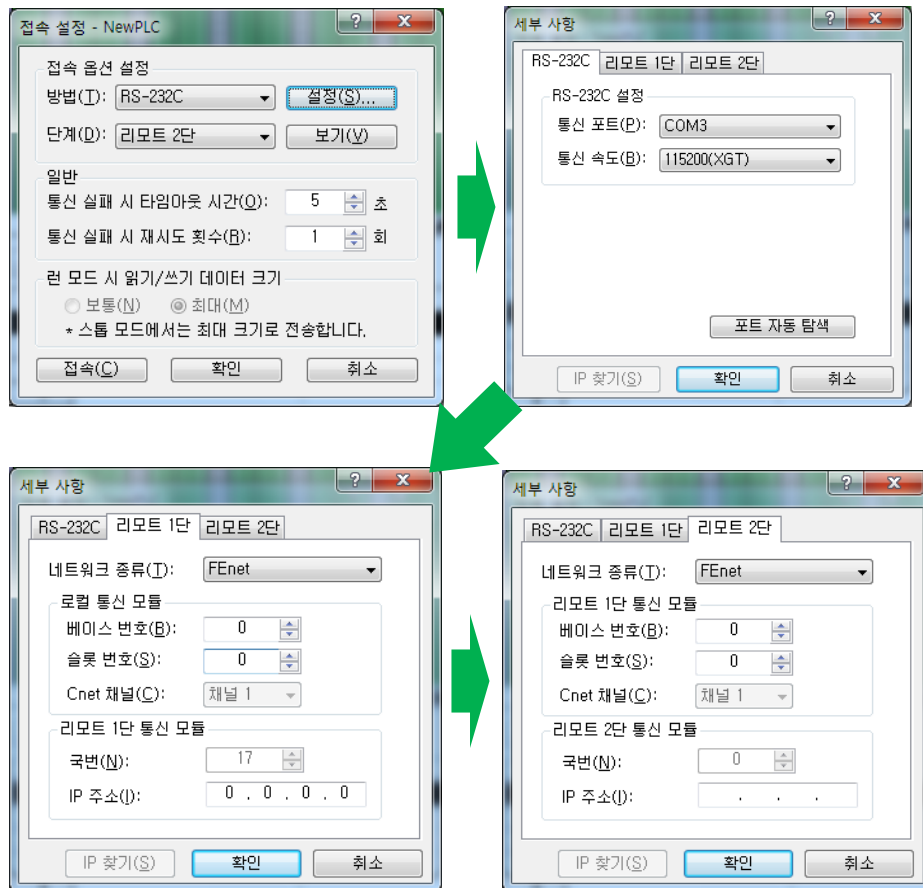 접속 설정 - NewPLC
접속 옵션 설정
방법(T): RS-232C 설정(S)...
단계(D): 리모트 2단 보기(V)
일반
통신 실패 시 타임아웃 시간(O): 5 초
통신 실패 시 재시도 횟수(R): 1 회
런 모드 시 읽기/쓰기 데이터 크기
보통(N) 최대(M)
* 스톱 모드에서는 최대 크기로 전송합니다.
접속(C) 확인 취소
세부 사항
RS-232C 리모트 1단 리모트 2단
RS-232C 설정
통신 포트(P): COM3
통신 속도(B): 115200(XGT)
포트 자동 탐색
IP 찾기(S) 확인 취소
세부 사항
RS-232C 리모트 1단 리모트 2단
네트워크 종류(T): FEnet
로컬 통신 모듈
베이스 번호(B): 0
슬롯 번호(S): 0
Cnet 채널(C): 채널 1
리모트 1단 통신 모듈
국번(N): 17
IP 주소(I): 0 . 0 . 0 . 0
IP 찾기(S) 확인 취소
세부 사항
RS-232C 리모트 1단 리모트 2단
네트워크 종류(T): FEnet
리모트 1단 통신 모듈
베이스 번호(B): 0
슬롯 번호(S): 0
Cnet 채널(C): 채널 1
리모트 2단 통신 모듈
국번(N): 0
IP 주소(I): . . .
IP 찾기(S) 확인 취소